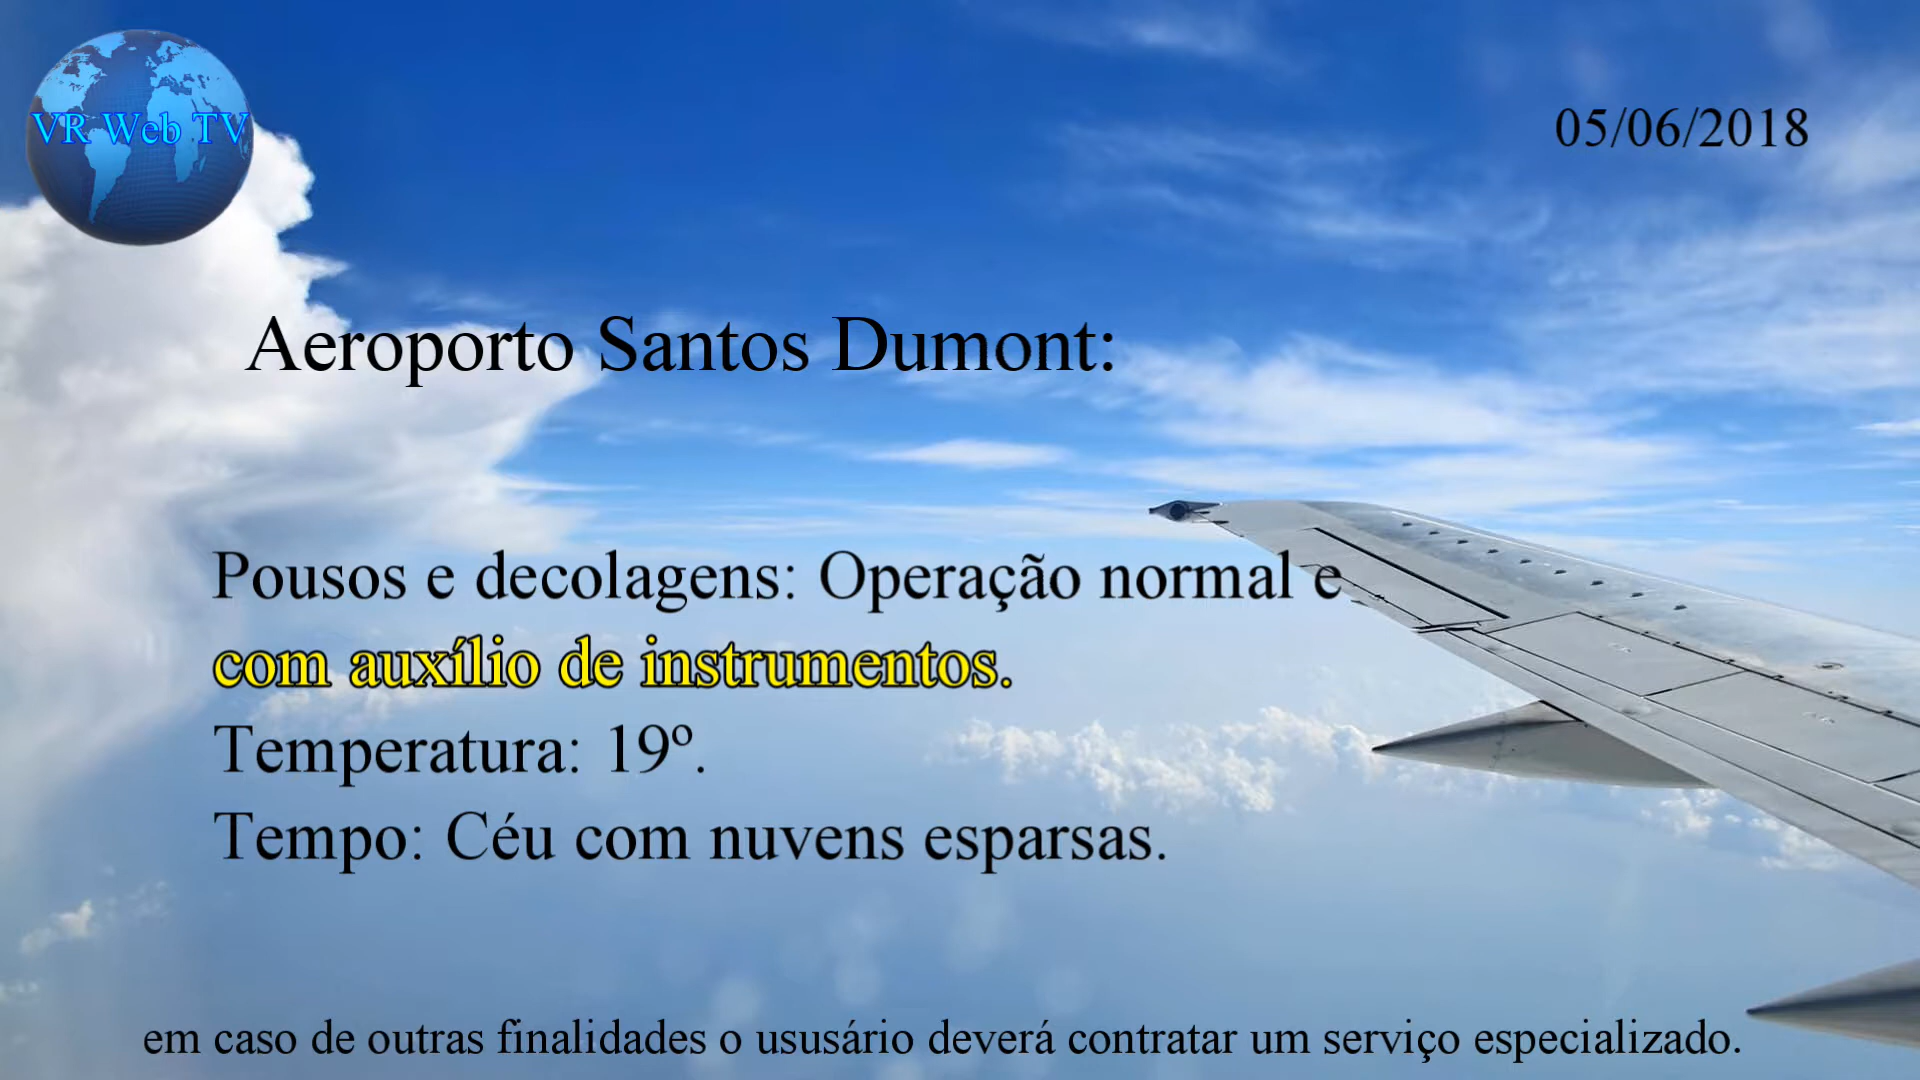 VR Web TV
05/06/2018
Aeroporto Santos Dumont:
Pousos e decolagens: Operação normal e
com auxílio de instrumentos.
Temperatura: 19º.
Tempo: Céu com nuvens esparsas.
em caso de outras finalidades o ususário deverá contratar um serviço especializado.